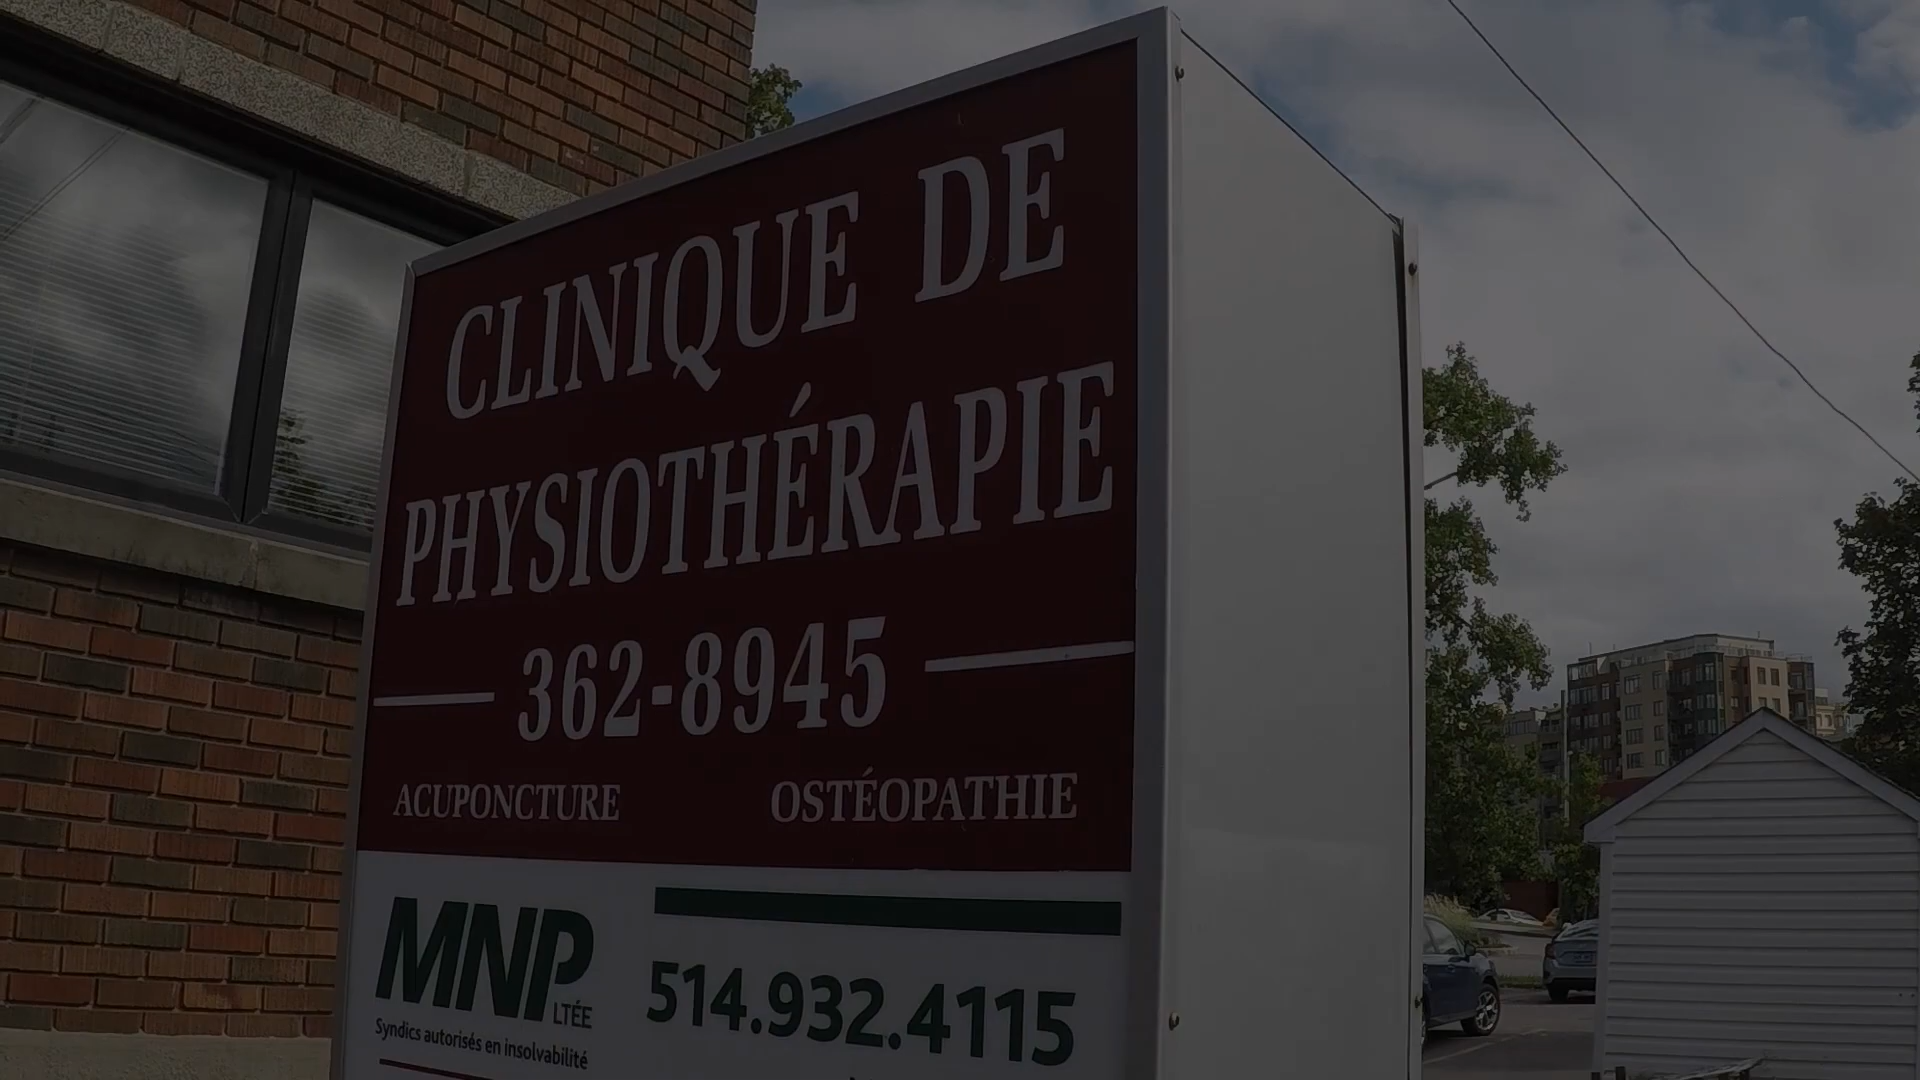 CLINIQUE DE
PHYSIOTHÉRAPIE
362-8945
ACUPONCTURE OSTÉOPATHIE
MNP
LTÉE
Syndics autorisés en insolvabilité
514.932.4115